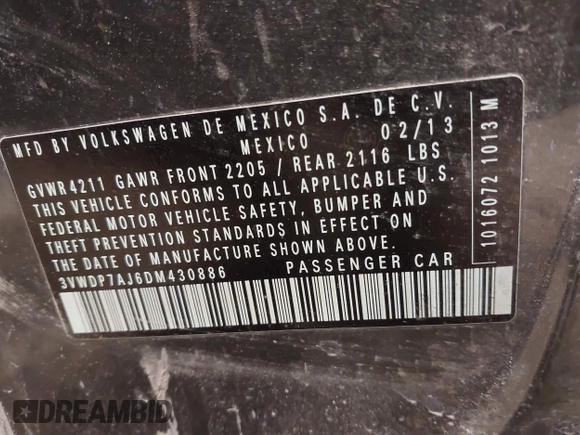 MFD BY VOLKSWAGEN DE MEXICO S.A. DE C.V.
MEXICO 02/13
GVWR 4211 GAWR FRONT 2205 / REAR 2116 LBS
THIS VEHICLE CONFORMS TO ALL APPLICABLE U.S.
FEDERAL MOTOR VEHICLE SAFETY, BUMPER AND
THEFT PREVENTION STANDARDS IN EFFECT ON
THE DATE OF MANUFACTURE SHOWN ABOVE.
3VWDP7AJ6DM430886 PASSENGER CAR
1016072 1013 M
DREAMBID